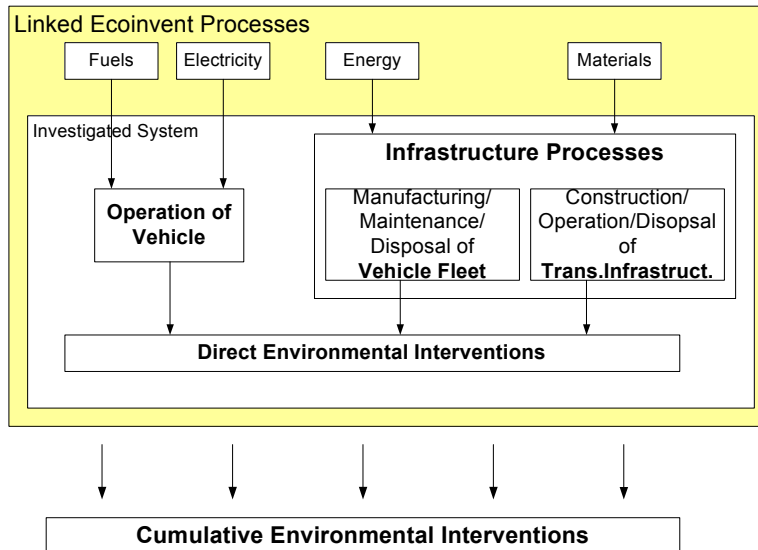 Linked Ecoinvent Processes
Fuels
Electricity
Energy
Materials
Investigated System
Infrastructure Processes
Operation of
Vehicle
Manufacturing/
Maintenance/
Disposal of
Vehicle Fleet
Construction/
Operation/Disopsal
of
Trans.Infrastruct.
Direct Environmental Interventions
Cumulative Environmental Interventions